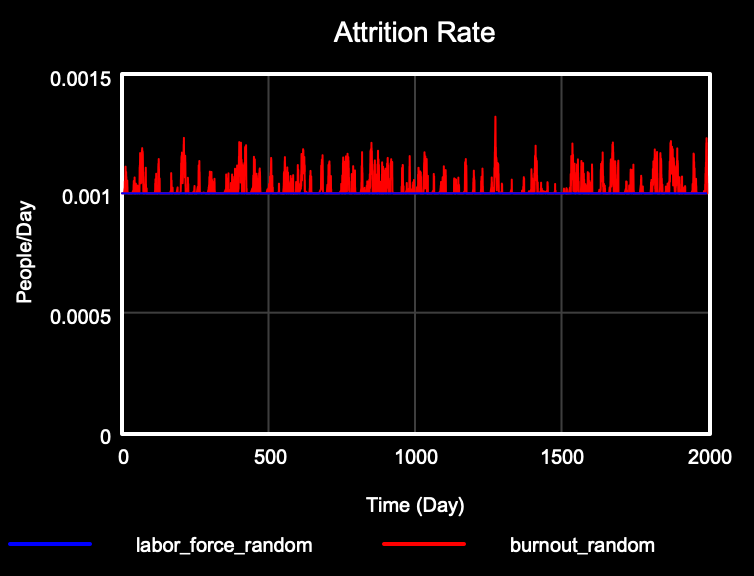 Attrition Rate
0.0015
0.001
0.0005
0
People/Day
0 500 1000 1500 2000
Time (Day)
labor_force_random burnout_random